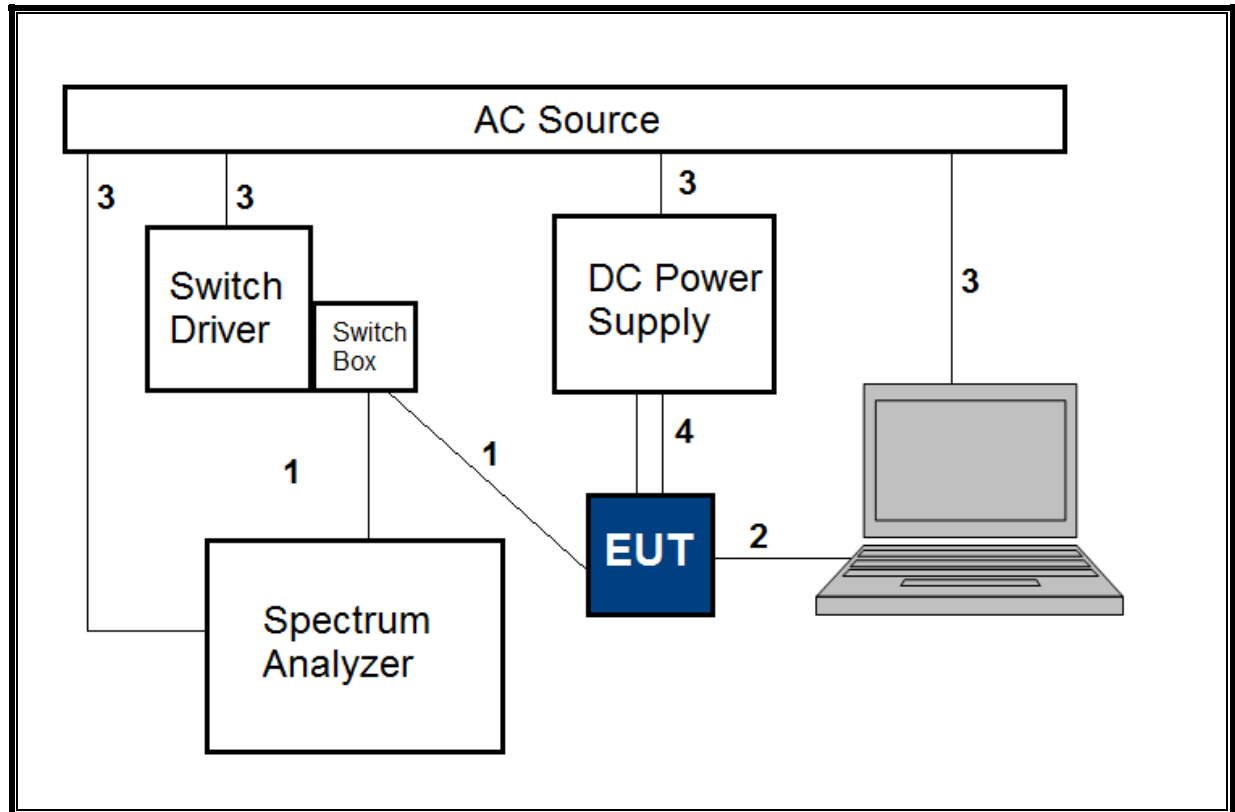 AC Source
3
3
3
3
Switch
Driver
Switch
Box
DC Power
Supply
1
1
4
EUT
2
Spectrum
Analyzer